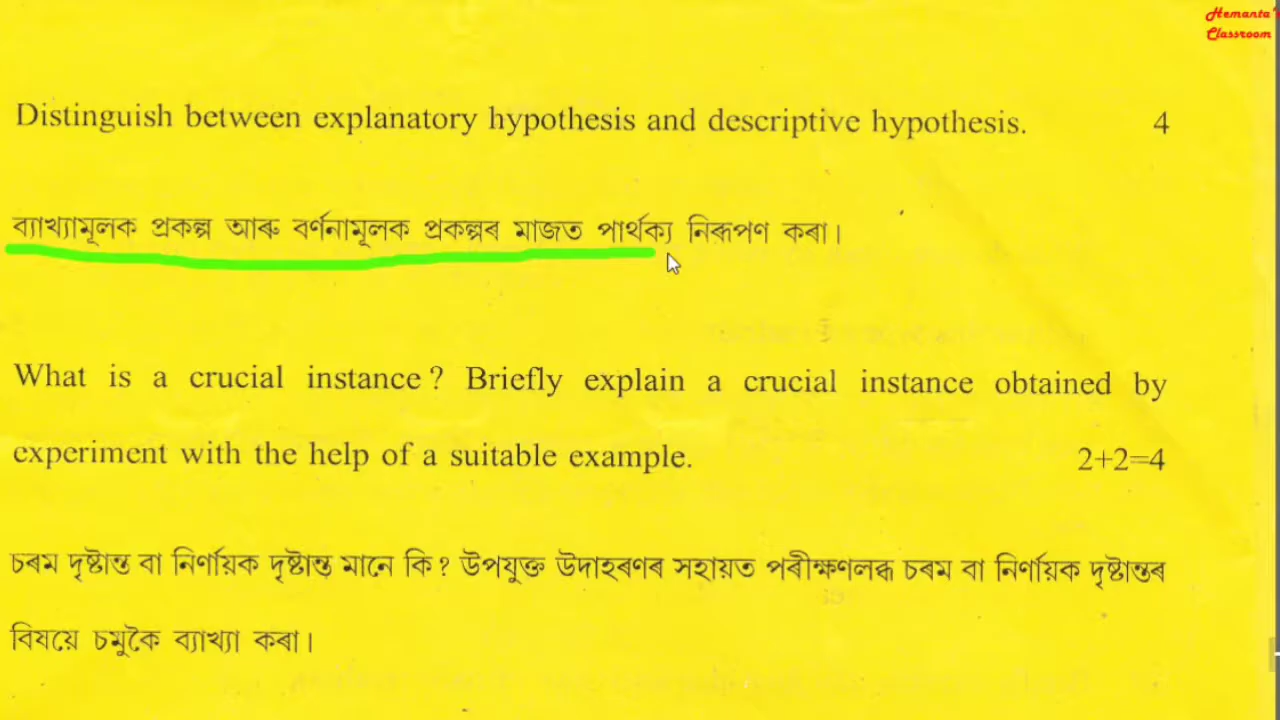 Hemanta's
Classroom
Distinguish between explanatory hypothesis and descriptive hypothesis. 4
ব্যাখ্যামূলক প্ৰকল্প আৰু বৰ্ণনামূলক প্ৰকল্পৰ মাজত পাৰ্থক্য নিৰূপণ কৰা।
What is a crucial instance? Briefly explain a crucial instance obtained by
experiment with the help of a suitable example. 2+2=4
চৰম দৃষ্টান্ত বা নিৰ্ণায়ক দৃষ্টান্ত মানে কি? উপযুক্ত উদাহৰণৰ সহায়ত পৰীক্ষণলব্ধ চৰম বা নিৰ্ণায়ক দৃষ্টান্তৰ
বিষয়ে চমুকৈ ব্যাখ্যা কৰা।